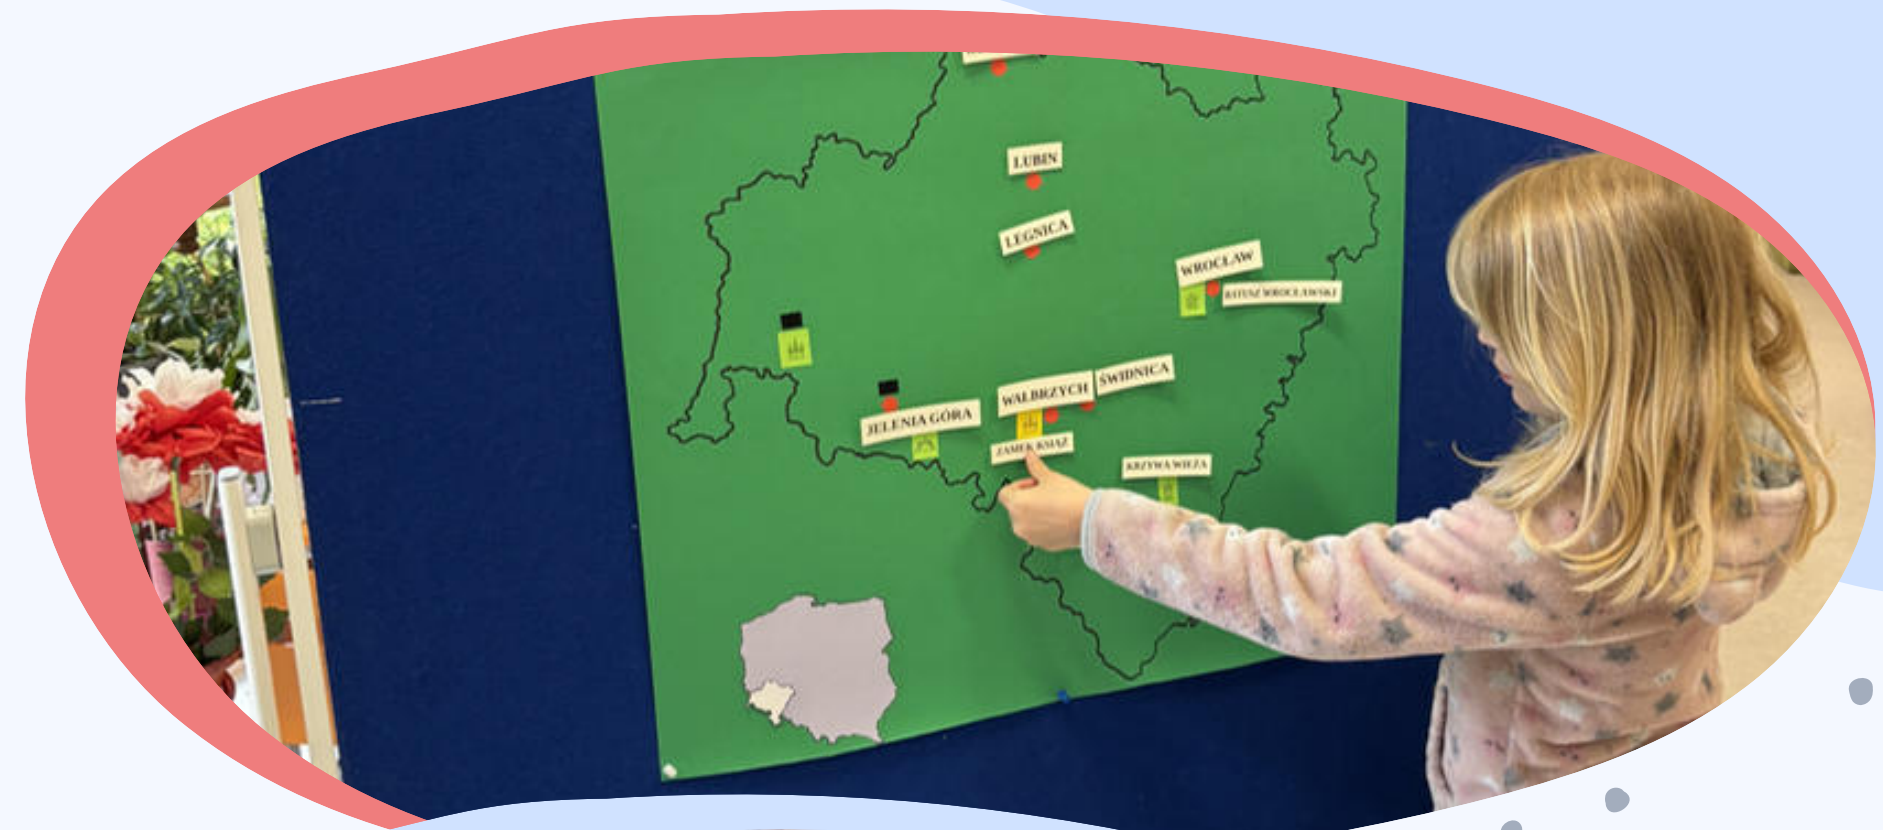 LUBIN
LEGNICA
WROCŁAW
RATUSZ WROCŁAWSKI
ŚWIDNICA
WAŁBRZYCH
JELENIA GÓRA
ZAMEK KSIĄŻ
KRZYWA WIEŻA